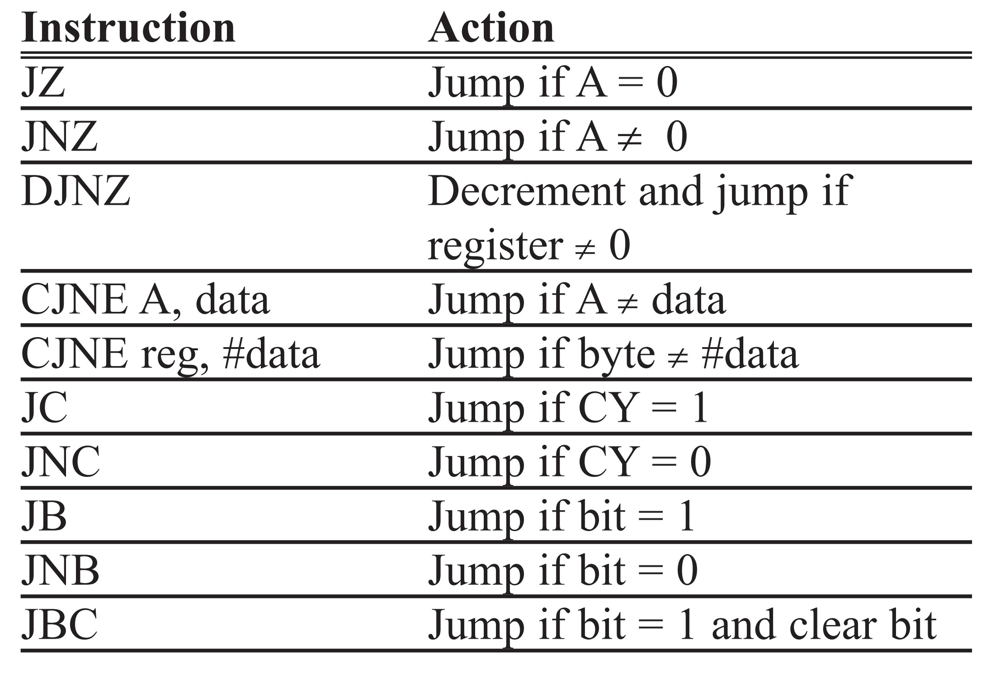 Instruction Action
JZ Jump if A = 0
JNZ Jump if A ≠ 0
DJNZ Decrement and jump if
register ≠ 0
CJNE A, data Jump if A ≠ data
CJNE reg, #data Jump if byte ≠ #data
JC Jump if CY = 1
JNC Jump if CY = 0
JB Jump if bit = 1
JNB Jump if bit = 0
JBC Jump if bit = 1 and clear bit